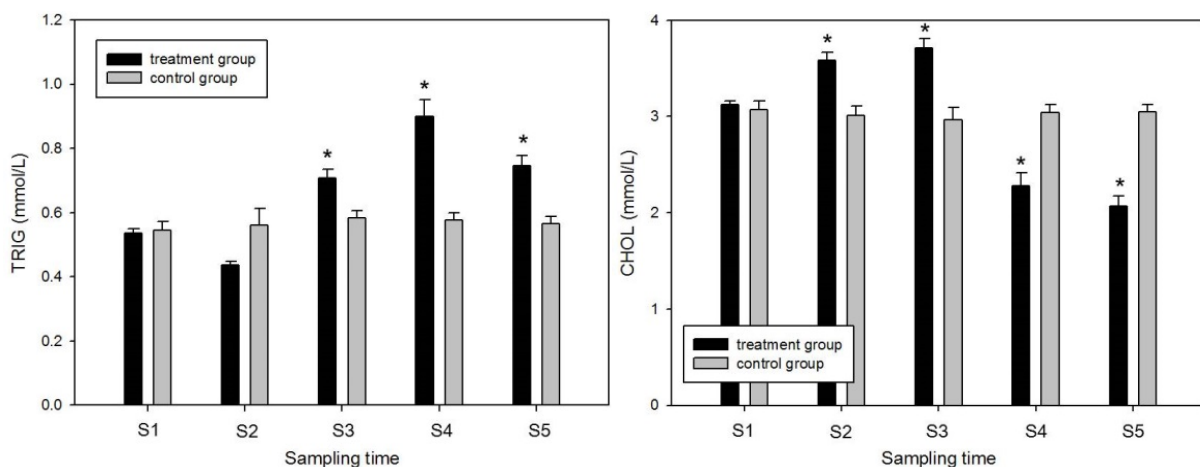 TRIG (mmol/L)
1.2
1.0
0.8
0.6
0.4
0.2
0.0
treatment group
control group
*
*
*
S1 S2 S3 S4 S5
Sampling time
CHOL (mmol/L)
4
3
2
1
0
*
*
*
*
treatment group
control group
S1 S2 S3 S4 S5
Sampling time